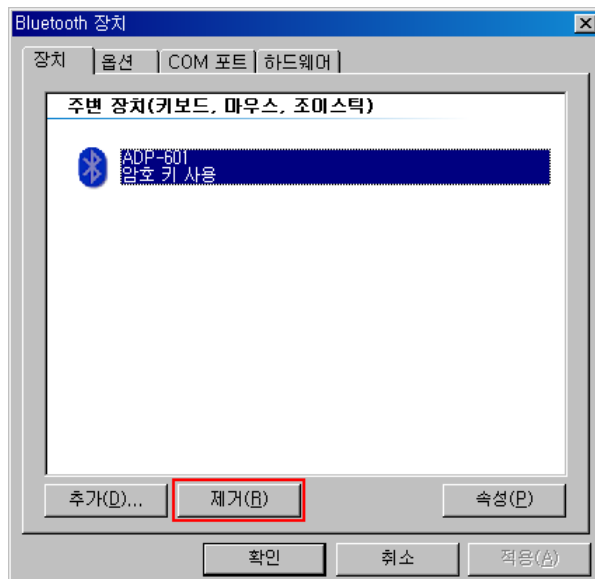 Bluetooth 장치
장치 옵션 COM 포트 하드웨어
주변 장치(키보드, 마우스, 조이스틱)
ADP-601
암호 키 사용
추가(D)... 제거(R) 속성(P)
확인 취소 적용(A)